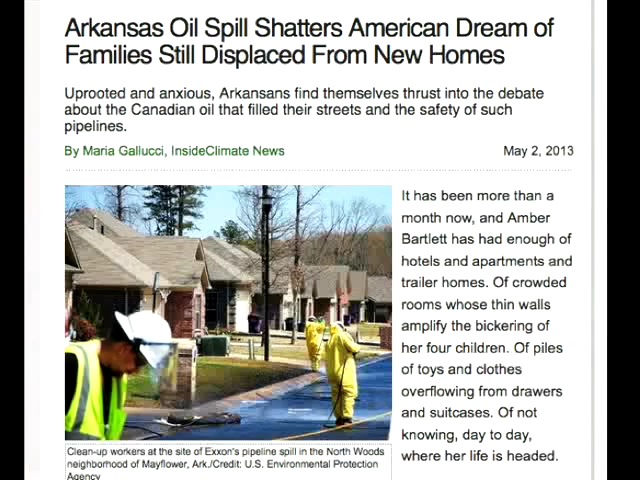 Arkansas Oil Spill Shatters American Dream of
Families Still Displaced From New Homes
Uprooted and anxious, Arkansans find themselves thrust into the debate
about the Canadian oil that filled their streets and the safety of such
pipelines.
By Maria Gallucci, InsideClimate News
May 2, 2013
It has been more than a
month now, and Amber
Bartlett has had enough of
hotels and apartments and
trailer homes. Of crowded
rooms whose thin walls
amplify the bickering of
her four children. Of piles
of toys and clothes
overflowing from drawers
and suitcases. Of not
knowing, day to day,
where her life is headed.
Clean-up workers at the site of Exxon's pipeline spill in the North Woods
neighborhood of Mayflower, Ark./Credit: U.S. Environmental Protection
Agency